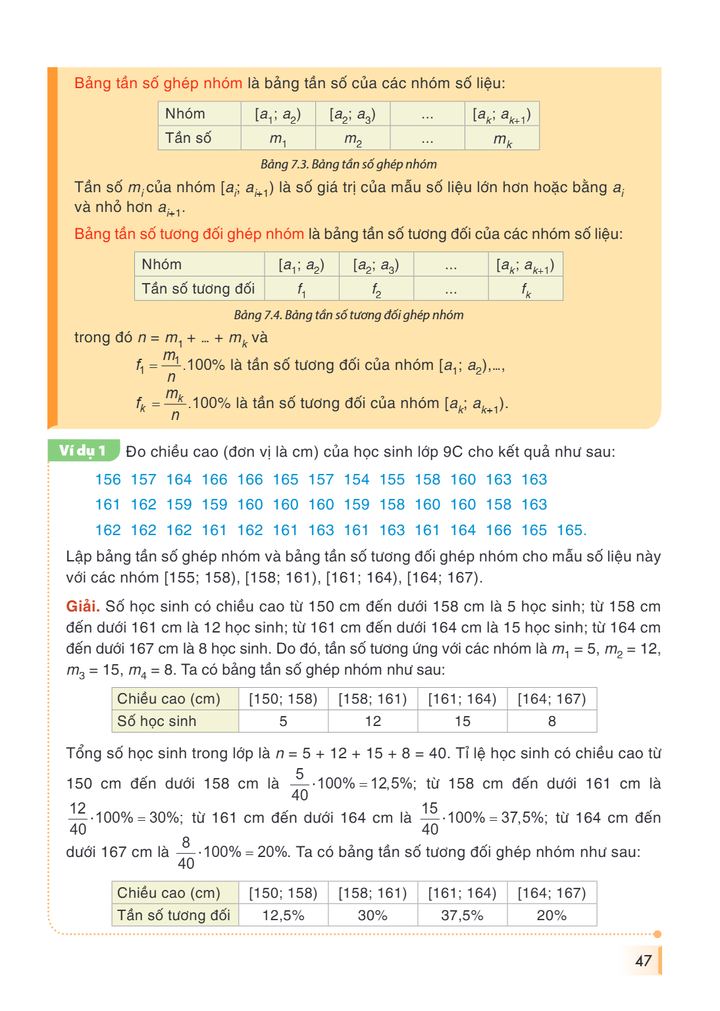 Bảng tần số ghép nhóm là bảng tần số của các nhóm số liệu:
Nhóm [a1; a2) [a2; a3) ... [ak; ak+1)
Tần số m1 m2 ... mk
Bảng 7.3. Bảng tần số ghép nhóm
Tần số mi của nhóm [ai; ai+1) là số giá trị của mẫu số liệu lớn hơn hoặc bằng ai
và nhỏ hơn ai+1.
Bảng tần số tương đối ghép nhóm là bảng tần số tương đối của các nhóm số liệu:
Nhóm [a1; a2) [a2; a3) ... [ak; ak+1)
Tần số tương đối f1 f2 ... fk
Bảng 7.4. Bảng tần số tương đối ghép nhóm
trong đó n = m1 + ... + mk và
f1 = m1/n .100% là tần số tương đối của nhóm [a1; a2),...,
fk = mk/n .100% là tần số tương đối của nhóm [ak; ak+1).
Ví dụ 1 Đo chiều cao (đơn vị là cm) của học sinh lớp 9C cho kết quả như sau:
156 157 164 166 166 165 157 154 155 158 160 163 163
161 162 159 159 160 160 160 159 158 160 160 158 163
162 162 162 161 162 161 163 161 163 161 164 166 165 165.
Lập bảng tần số ghép nhóm và bảng tần số tương đối ghép nhóm cho mẫu số liệu này
với các nhóm [155; 158), [158; 161), [161; 164), [164; 167).
Giải. Số học sinh có chiều cao từ 150 cm đến dưới 158 cm là 5 học sinh; từ 158 cm
đến dưới 161 cm là 12 học sinh; từ 161 cm đến dưới 164 cm là 15 học sinh; từ 164 cm
đến dưới 167 cm là 8 học sinh. Do đó, tần số tương ứng với các nhóm là m1 = 5, m2 = 12,
m3 = 15, m4 = 8. Ta có bảng tần số ghép nhóm như sau:
Chiều cao (cm) [150; 158) [158; 161) [161; 164) [164; 167)
Số học sinh 5 12 15 8
Tổng số học sinh trong lớp là n = 5 + 12 + 15 + 8 = 40. Tỉ lệ học sinh có chiều cao từ
150 cm đến dưới 158 cm là 5/40 · 100% = 12,5%; từ 158 cm đến dưới 161 cm là
12/40 · 100% = 30%; từ 161 cm đến dưới 164 cm là 15/40 · 100% = 37,5%; từ 164 cm đến
dưới 167 cm là 8/40 · 100% = 20%. Ta có bảng tần số tương đối ghép nhóm như sau:
Chiều cao (cm) [150; 158) [158; 161) [161; 164) [164; 167)
Tần số tương đối 12,5% 30% 37,5% 20%
47